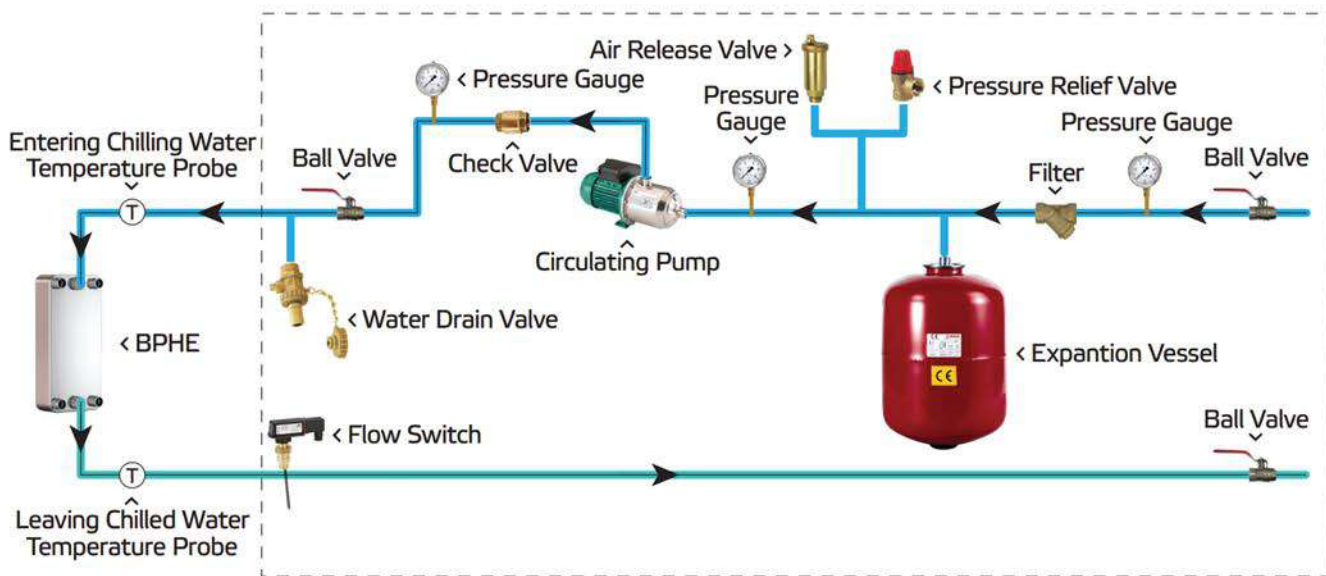 Air Release Valve
Pressure Gauge
Pressure Relief Valve
Pressure
Gauge
Pressure Gauge
Entering Chilling Water
Temperature Probe
Ball Valve
Check Valve
Filter
Ball Valve
T
Circulating Pump
Water Drain Valve
BPHE
Expantion Vessel
CE
Flow Switch
Ball Valve
T
Leaving Chilled Water
Temperature Probe